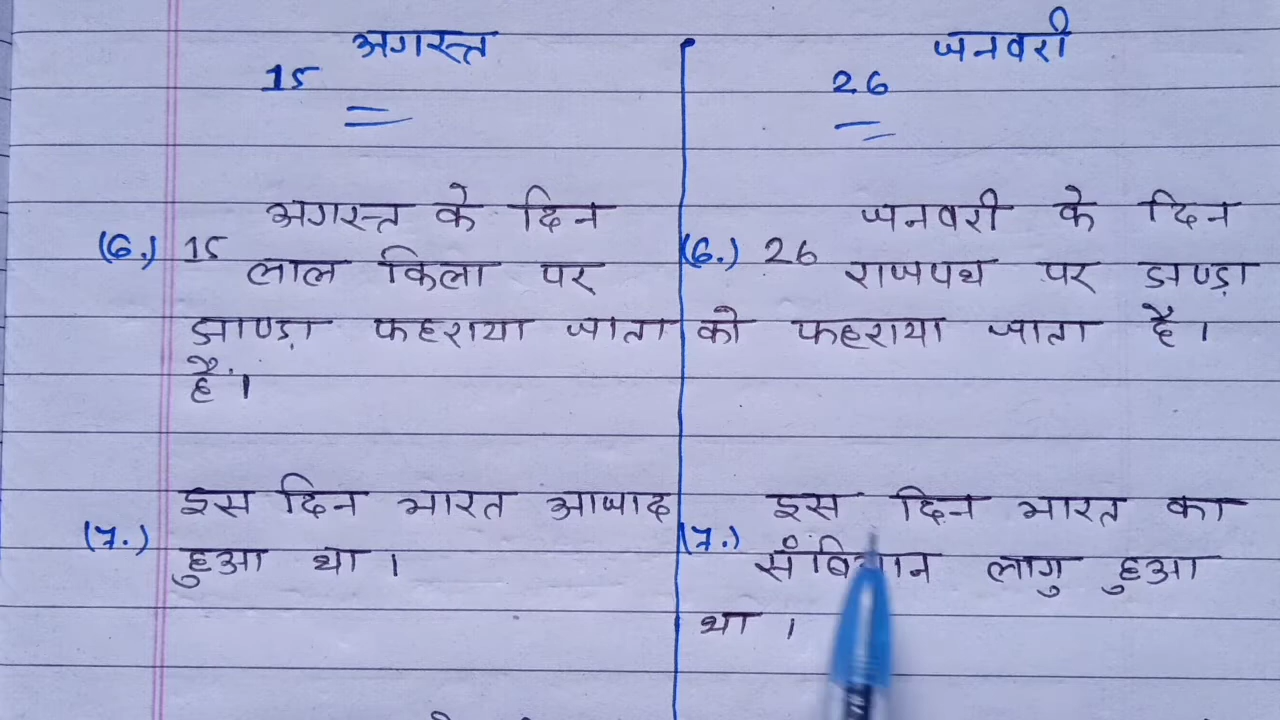 15 अगस्त
26 जनवरी
(6.) 15 अगस्त के दिन
लाल किला पर
झाण्ड़ा फहराया जाता
है।
(6.) 26 जनवरी के दिन
राजपथ पर झण्ड़ा
को फहराया जाता है।
(7.) इस दिन भारत आजाद
हुआ था।
(7.) इस दिन भारत का
संविधान लागु हुआ
था।